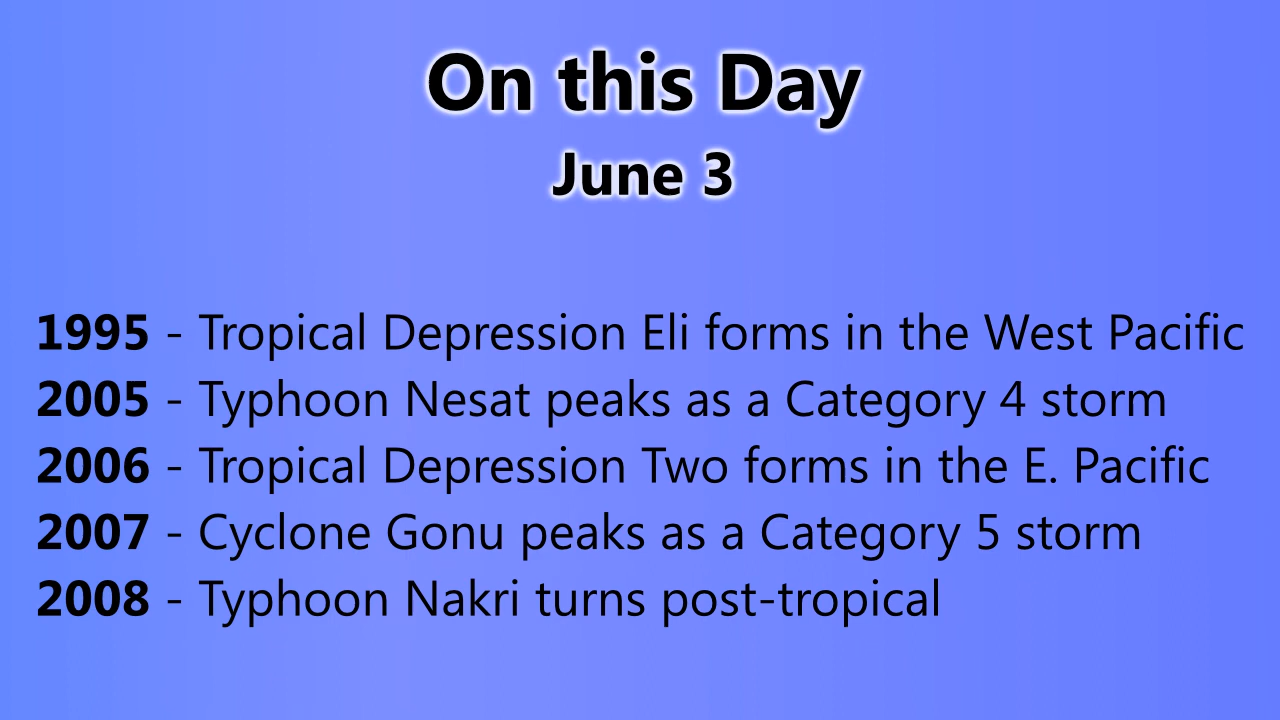 On this Day
June 3
1995 - Tropical Depression Eli forms in the West Pacific
2005 - Typhoon Nesat peaks as a Category 4 storm
2006 - Tropical Depression Two forms in the E. Pacific
2007 - Cyclone Gonu peaks as a Category 5 storm
2008 - Typhoon Nakri turns post-tropical